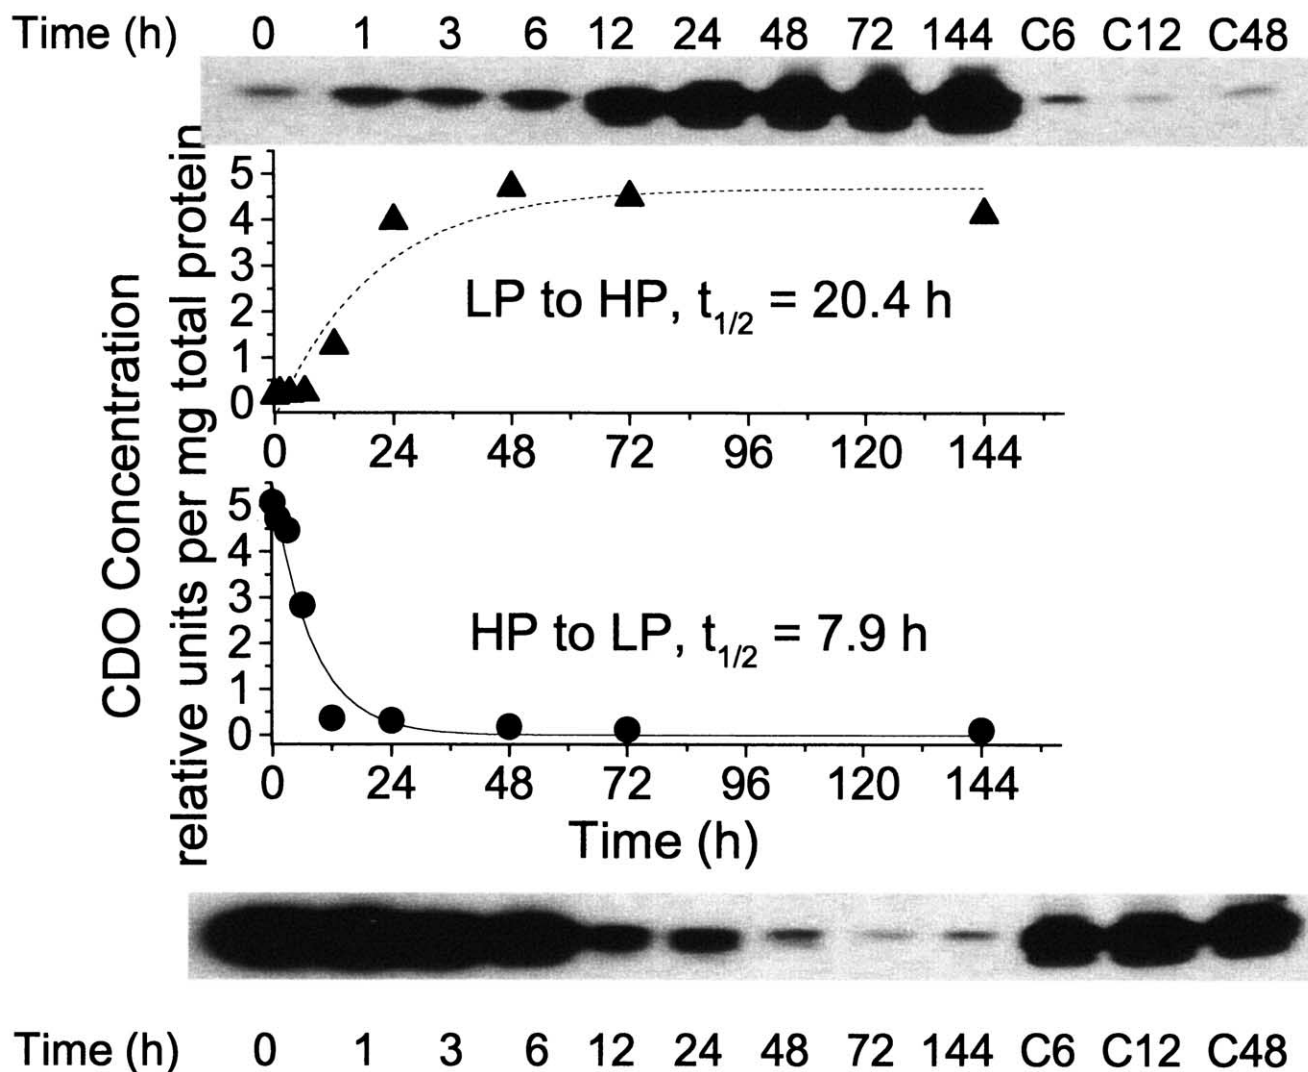 Time (h) 0 1 3 6 12 24 48 72 144 C6 C12 C48
CDO Concentration
relative units per mg total protein
5
4
3
2
1
0
LP to HP, t1/2 = 20.4 h
0 24 48 72 96 120 144
5
4
3
2
1
0
HP to LP, t1/2 = 7.9 h
0 24 48 72 96 120 144
Time (h)
Time (h) 0 1 3 6 12 24 48 72 144 C6 C12 C48